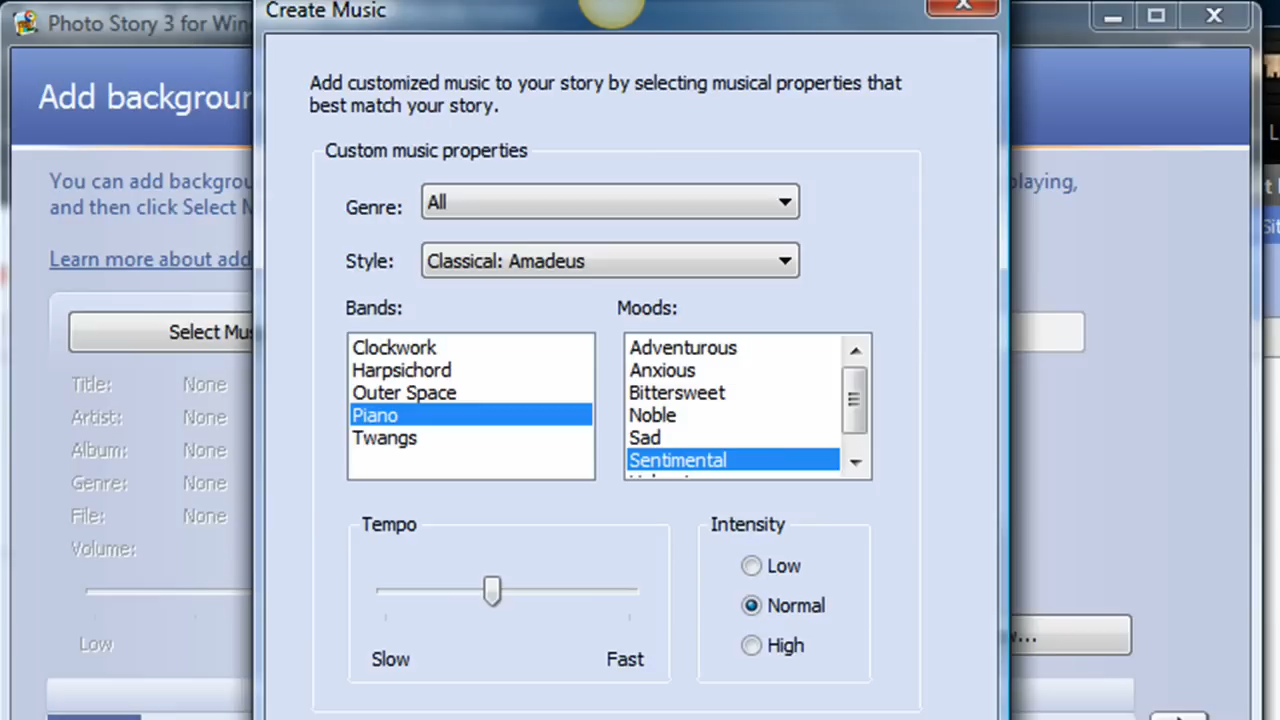 Create Music
Photo Story 3 for Win
Add backgroun
Add customized music to your story by selecting musical properties that
best match your story.
Custom music properties
You can add backgrou
playing,
and then click Select M
Genre:
All
Learn more about add
Style:
Classical: Amadeus
Bands:
Moods:
Select Mus
Clockwork
Harpsichord
Outer Space
Piano
Twangs
Adventurous
Anxious
Bittersweet
Noble
Sad
Sentimental
Title: None
Artist: None
Album: None
Genre: None
File: None
Volume:
Low
Tempo
Slow
Fast
Intensity
Low
Normal
High
...